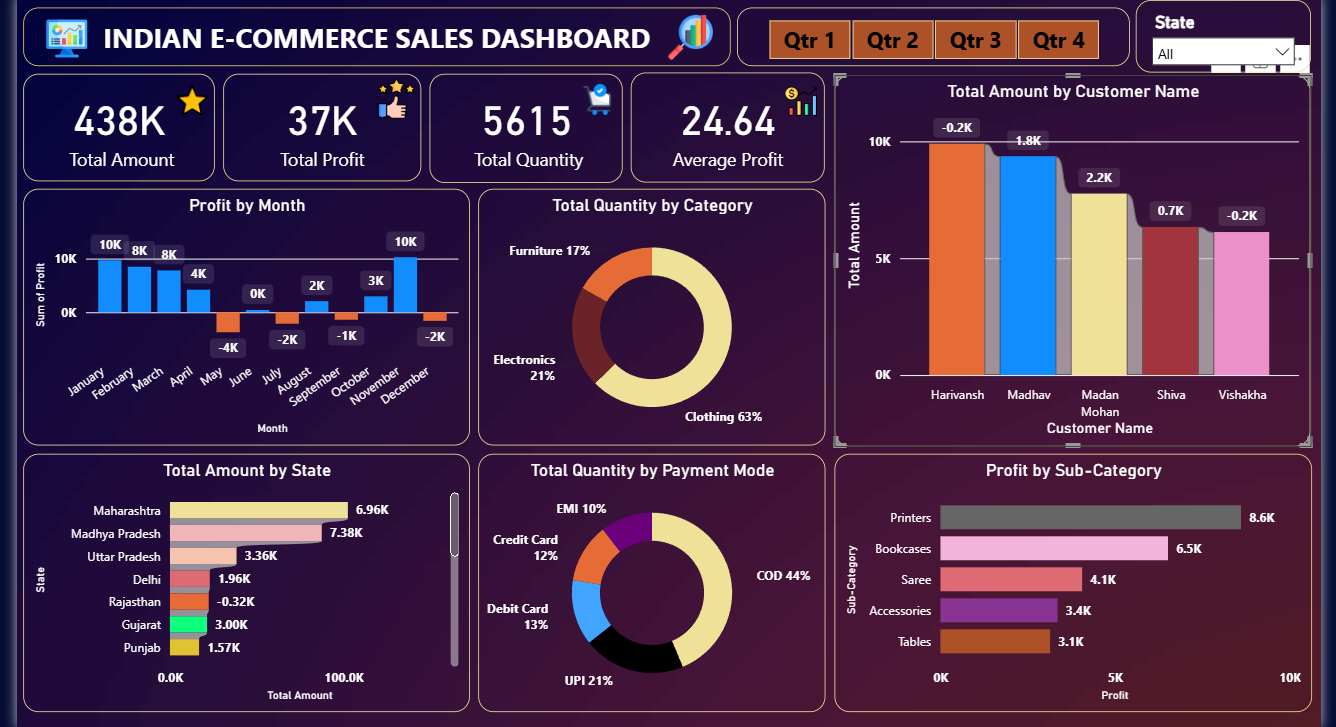 INDIAN E-COMMERCE SALES DASHBOARD
Qtr 1
Qtr 2
Qtr 3
Qtr 4
State
All
438K
Total Amount
37K
Total Profit
5615
Total Quantity
24.64
Average Profit
Total Amount by Customer Name
Total Amount
10K
5K
0K
-0.2K
1.8K
2.2K
0.7K
-0.2K
Harivansh
Madhav
Madan
Mohan
Shiva
Vishakha
Customer Name
Profit by Month
Sum of Profit
10K
0K
10K
8K
8K
4K
-4K
0K
-2K
2K
-1K
3K
10K
-2K
January
February
March
April
May
June
July
August
September
October
November
December
Month
Total Quantity by Category
Furniture 17%
Electronics
21%
Clothing 63%
Total Amount by State
State
Maharashtra
6.96K
Madhya Pradesh
7.38K
Uttar Pradesh
3.36K
Delhi
1.96K
Rajasthan
-0.32K
Gujarat
3.00K
Punjab
1.57K
0.0K
100.0K
Total Amount
Total Quantity by Payment Mode
EMI 10%
Credit Card
12%
COD 44%
Debit Card
13%
UPI 21%
Profit by Sub-Category
Sub-Category
Printers
8.6K
Bookcases
6.5K
Saree
4.1K
Accessories
3.4K
Tables
3.1K
0K
5K
10K
Profit